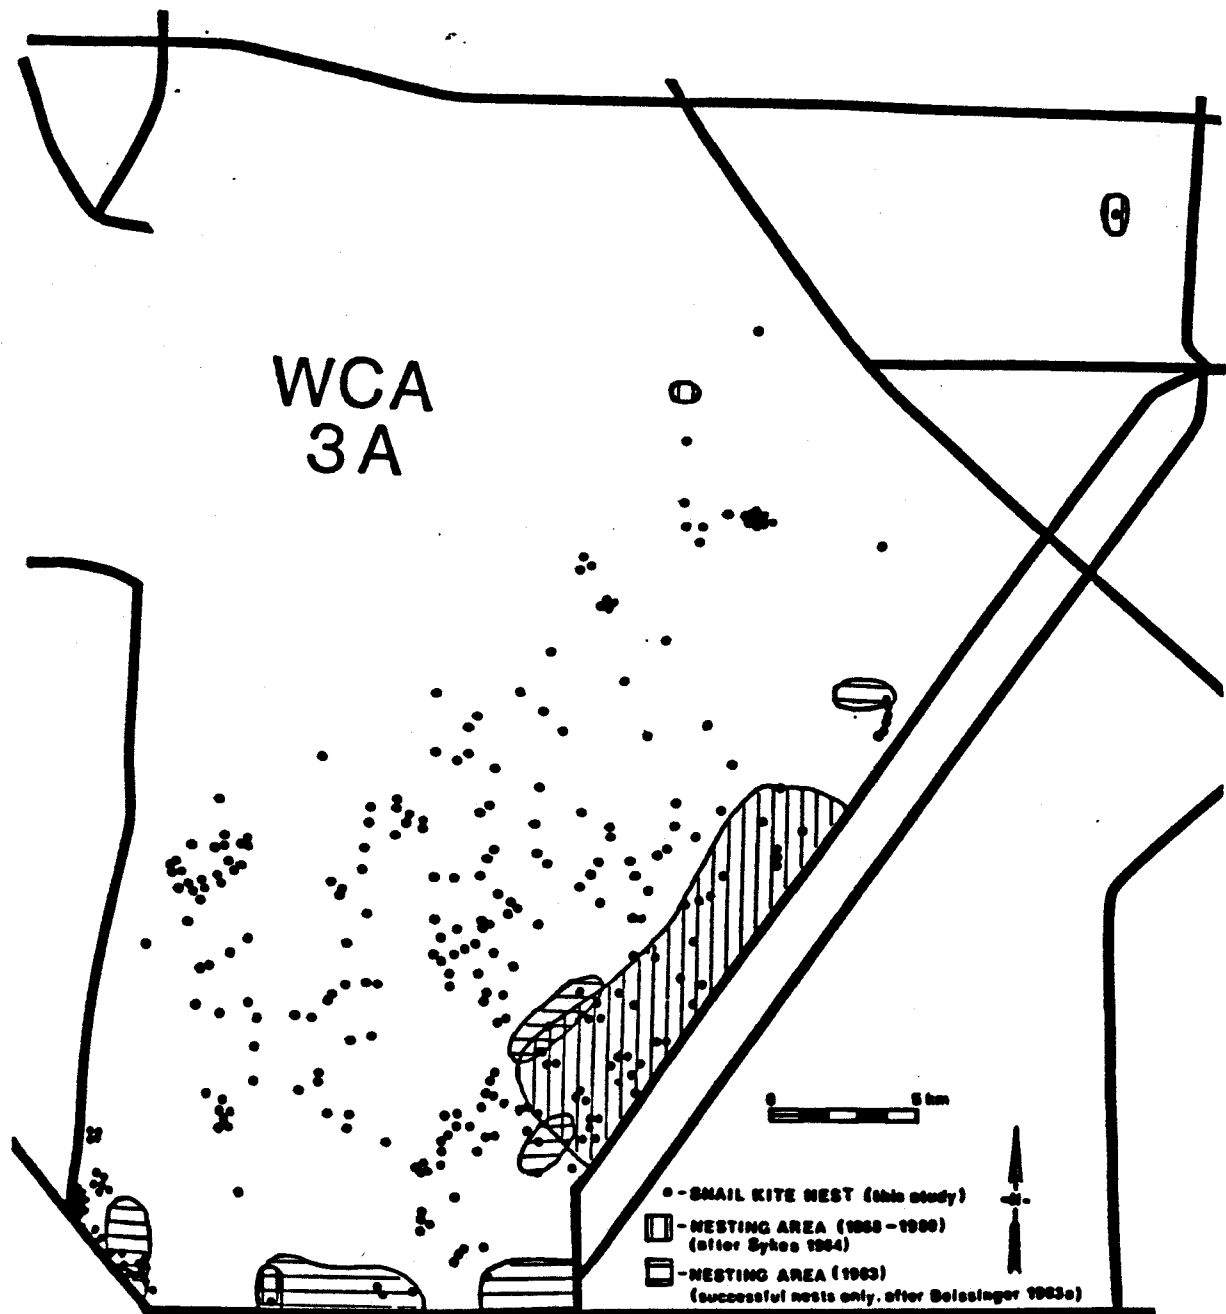 WCA
3A
0 5 km
• - SNAIL KITE NEST (this study)
-N-
- NESTING AREA (1968-1980)
(after Sykes 1984)
- NESTING AREA (1983)
(successful nests only, after Beissinger 1983a)